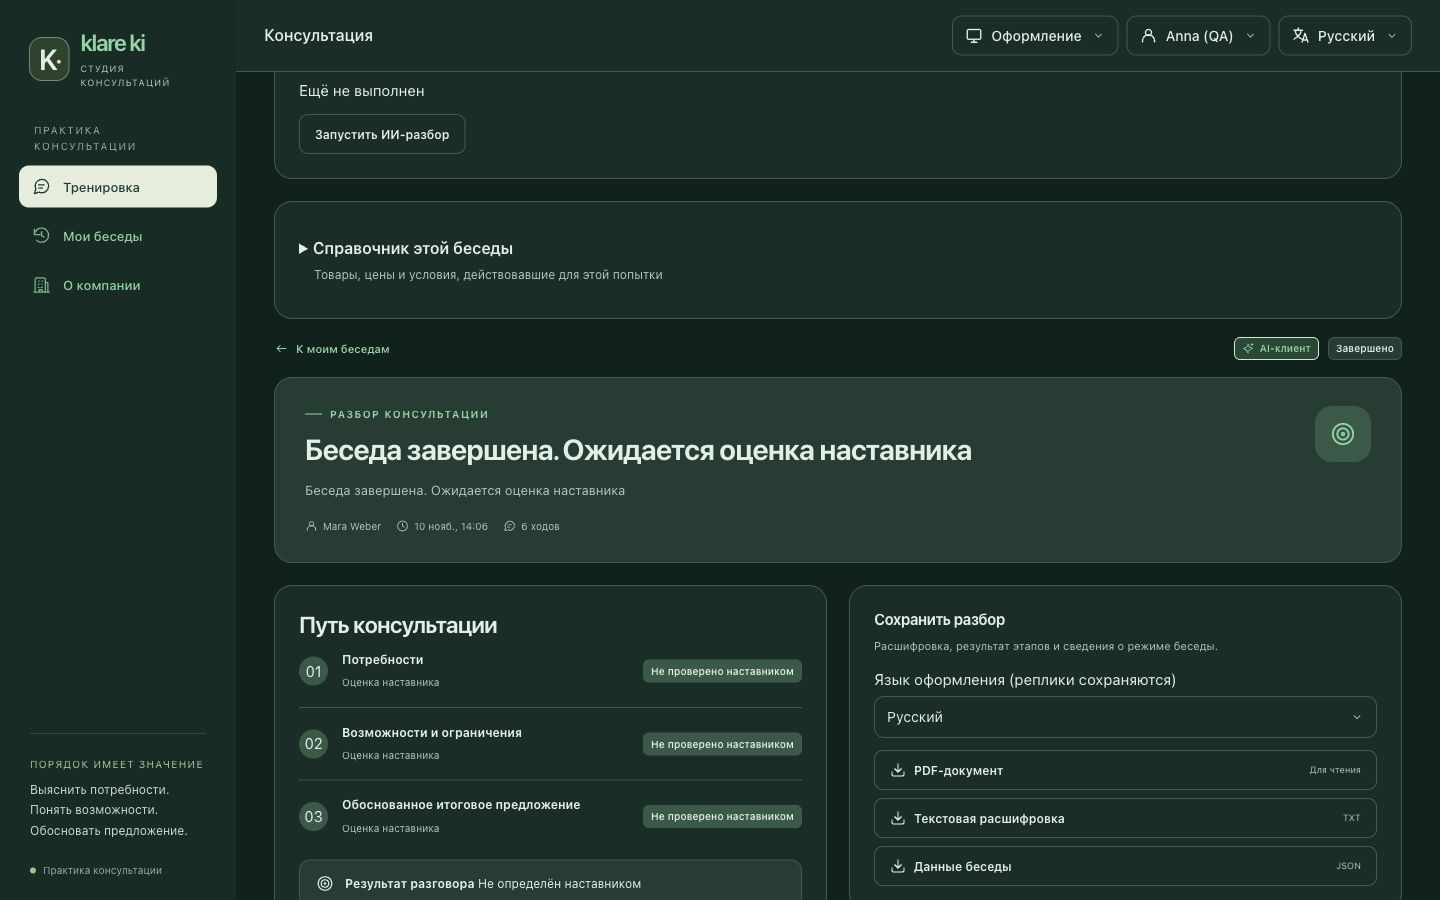 K.
klare ki
СТУДИЯ
КОНСУЛЬТАЦИЙ
ПРАКТИКА
КОНСУЛЬТАЦИИ
Тренировка
Мои беседы
О компании
ПОРЯДОК ИМЕЕТ ЗНАЧЕНИЕ
Выяснить потребности.
Понять возможности.
Обосновать предложение.
Практика консультации
Консультация
Оформление
Anna (QA)
Русский
Ещё не выполнен
Запустить ИИ-разбор
Справочник этой беседы
Товары, цены и условия, действовавшие для этой попытки
К моим беседам
AI-клиент
Завершено
РАЗБОР КОНСУЛЬТАЦИИ
Беседа завершена. Ожидается оценка наставника
Беседа завершена. Ожидается оценка наставника
Mara Weber 10 нояб., 14:06 6 ходов
Путь консультации
01 Потребности
Оценка наставника
Не проверено наставником
02 Возможности и ограничения
Оценка наставника
Не проверено наставником
03 Обоснованное итоговое предложение
Оценка наставника
Не проверено наставником
Результат разговора Не определён наставником
Сохранить разбор
Расшифровка, результат этапов и сведения о режиме беседы.
Язык оформления (реплики сохраняются)
Русский
PDF-документ Для чтения
Текстовая расшифровка TXT
Данные беседы JSON